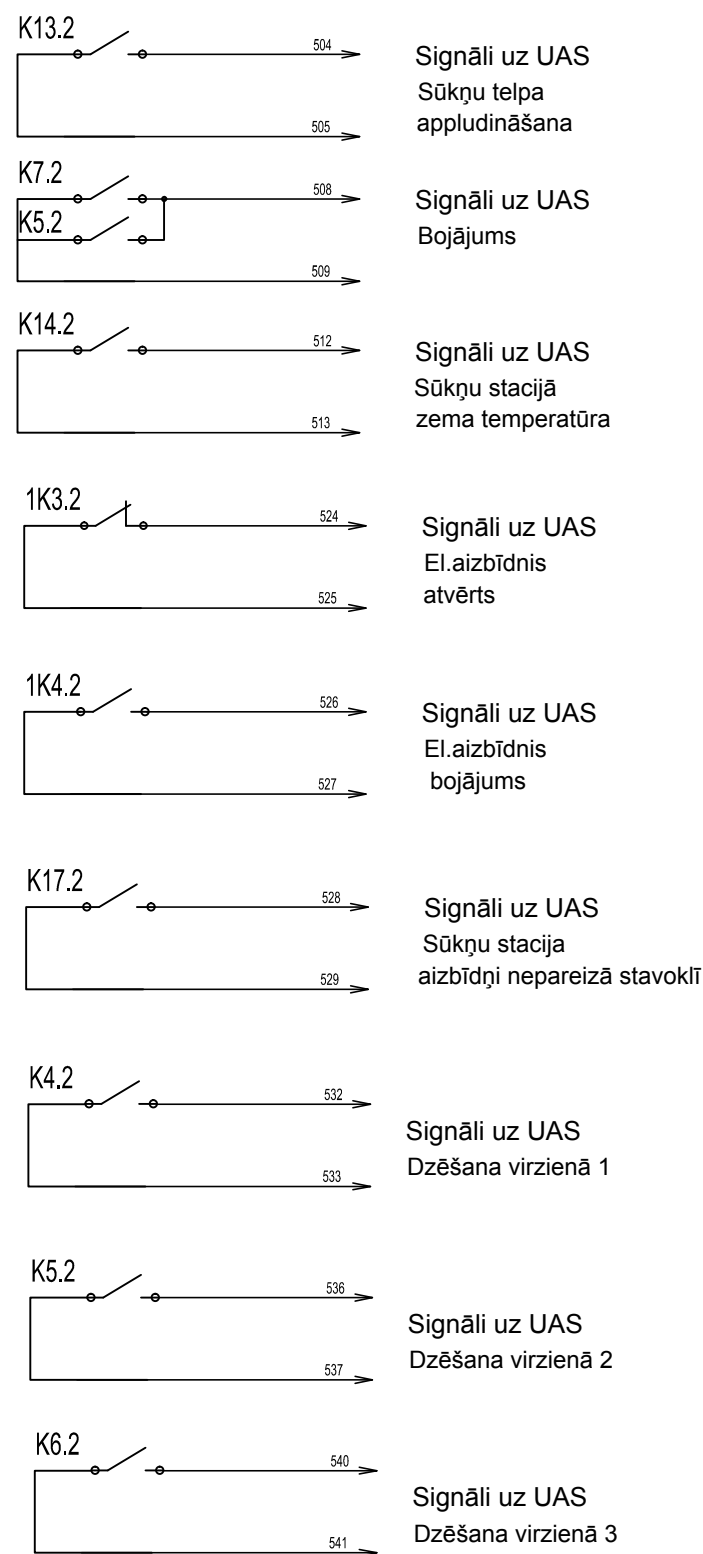 K13.2
504
Signāli uz UAS
Sūkņu telpa
appludināšana
505
K7.2
508
Signāli uz UAS
K5.2
Bojājums
509
K14.2
512
Signāli uz UAS
Sūkņu stacijā
zema temperatūra
513
1K3.2
524
Signāli uz UAS
El.aizbīdnis
atvērts
525
1K4.2
526
Signāli uz UAS
El.aizbīdnis
bojājums
527
K17.2
528
Signāli uz UAS
Sūkņu stacija
aizbīdņi nepareizā stavoklī
529
K4.2
532
Signāli uz UAS
Dzēšana virzienā 1
533
K5.2
536
Signāli uz UAS
Dzēšana virzienā 2
537
K6.2
540
Signāli uz UAS
Dzēšana virzienā 3
541